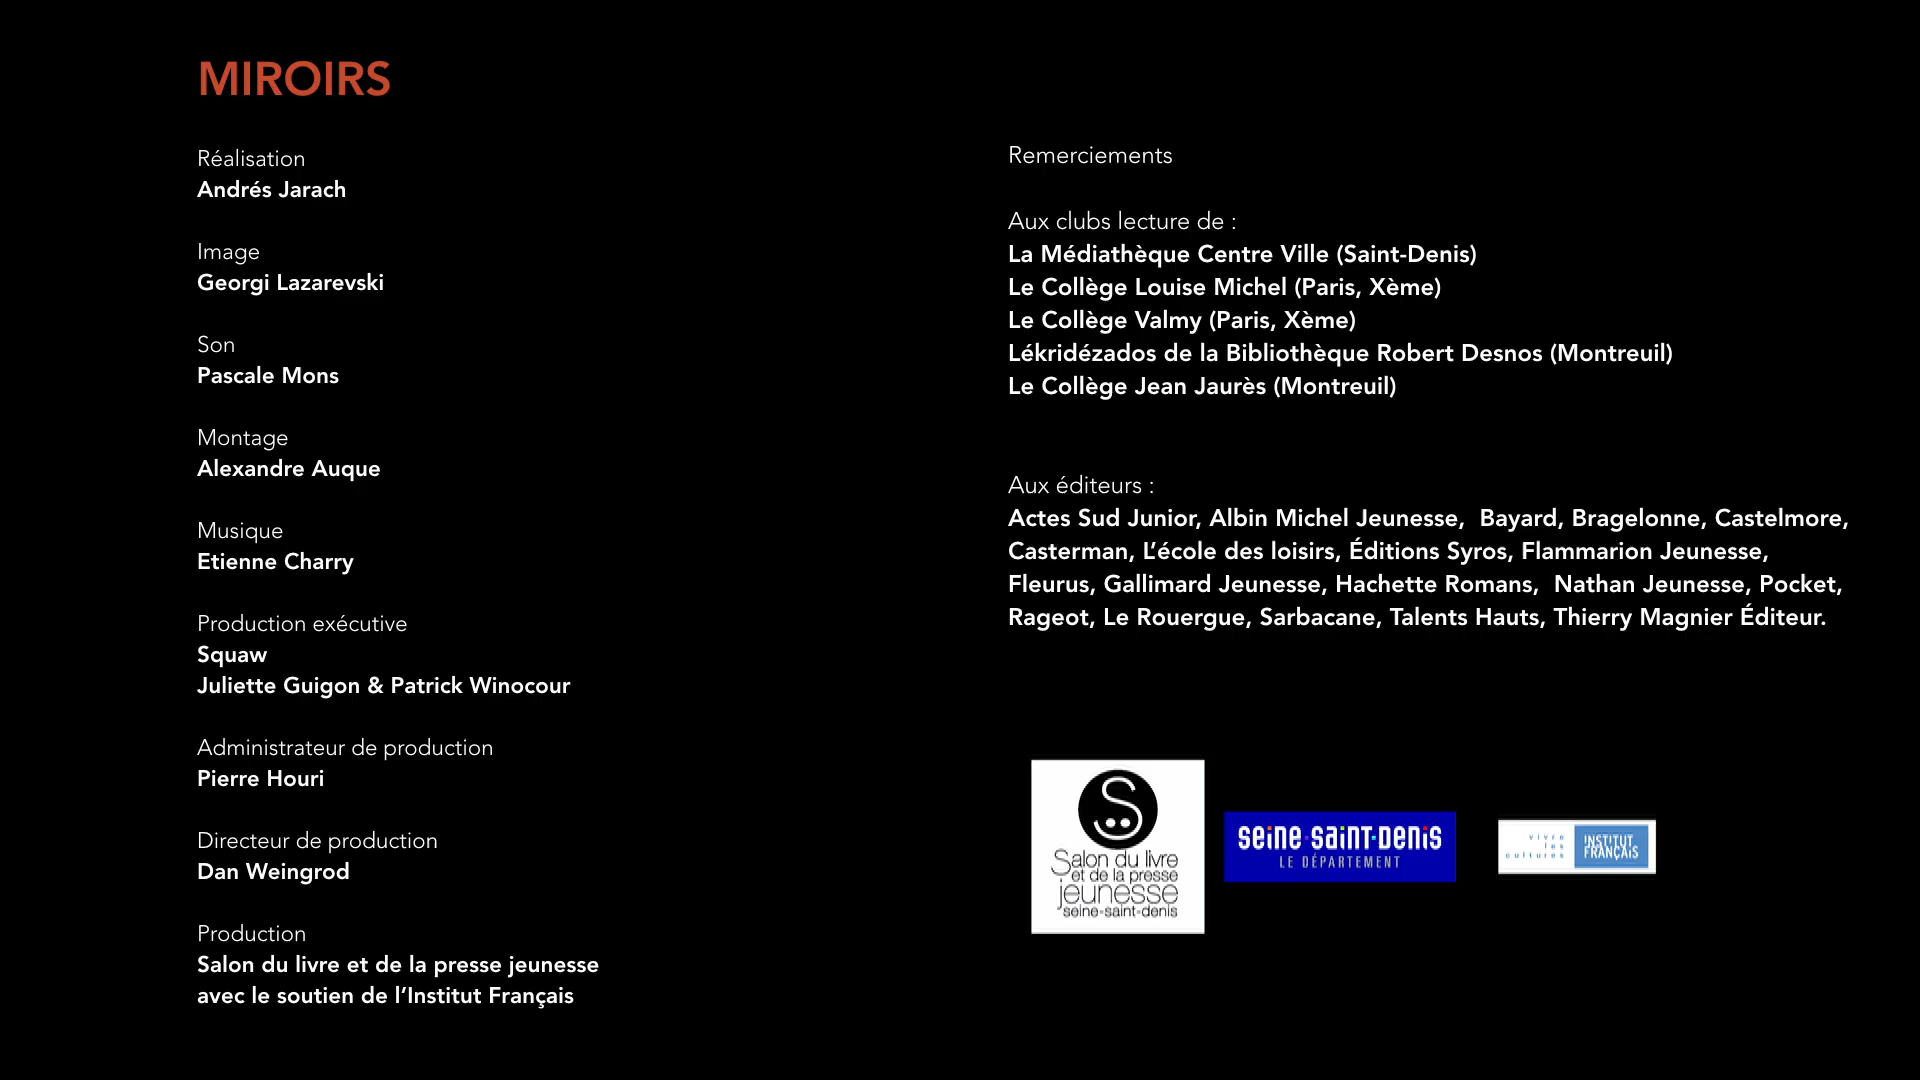 MIROIRS
Réalisation
Andrés Jarach
Image
Georgi Lazarevski
Son
Pascale Mons
Montage
Alexandre Auque
Musique
Etienne Charry
Production exécutive
Squaw
Juliette Guigon & Patrick Winocour
Administrateur de production
Pierre Houri
Directeur de production
Dan Weingrod
Production
Salon du livre et de la presse jeunesse
avec le soutien de l’Institut Français
Remerciements
Aux clubs lecture de :
La Médiathèque Centre Ville (Saint-Denis)
Le Collège Louise Michel (Paris, Xème)
Le Collège Valmy (Paris, Xème)
Lékridézados de la Bibliothèque Robert Desnos (Montreuil)
Le Collège Jean Jaurès (Montreuil)
Aux éditeurs :
Actes Sud Junior, Albin Michel Jeunesse,  Bayard, Bragelonne, Castelmore,
Casterman, L’école des loisirs, Éditions Syros, Flammarion Jeunesse,
Fleurus, Gallimard Jeunesse, Hachette Romans,  Nathan Jeunesse, Pocket,
Rageot, Le Rouergue, Sarbacane, Talents Hauts, Thierry Magnier Éditeur.
Salon du livre
et de la presse
jeunesse
seine-saint-denis
seine-saint-denis
LE DÉPARTEMENT
vivre
les
cultures
INSTITUT
FRANÇAIS